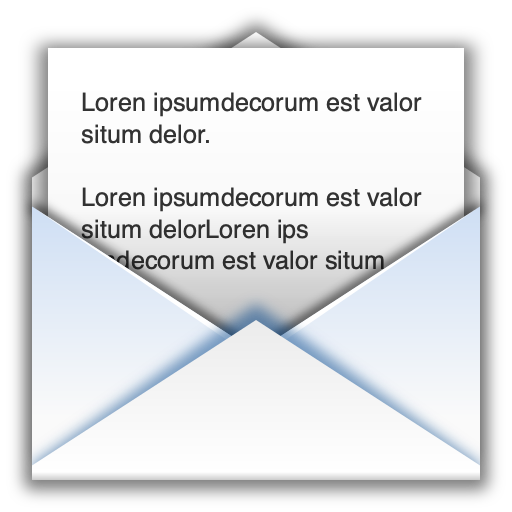 Loren ipsumdecorum est valor
situm delor.
Loren ipsumdecorum est valor
situm delorLoren ips
decorum est valor situm